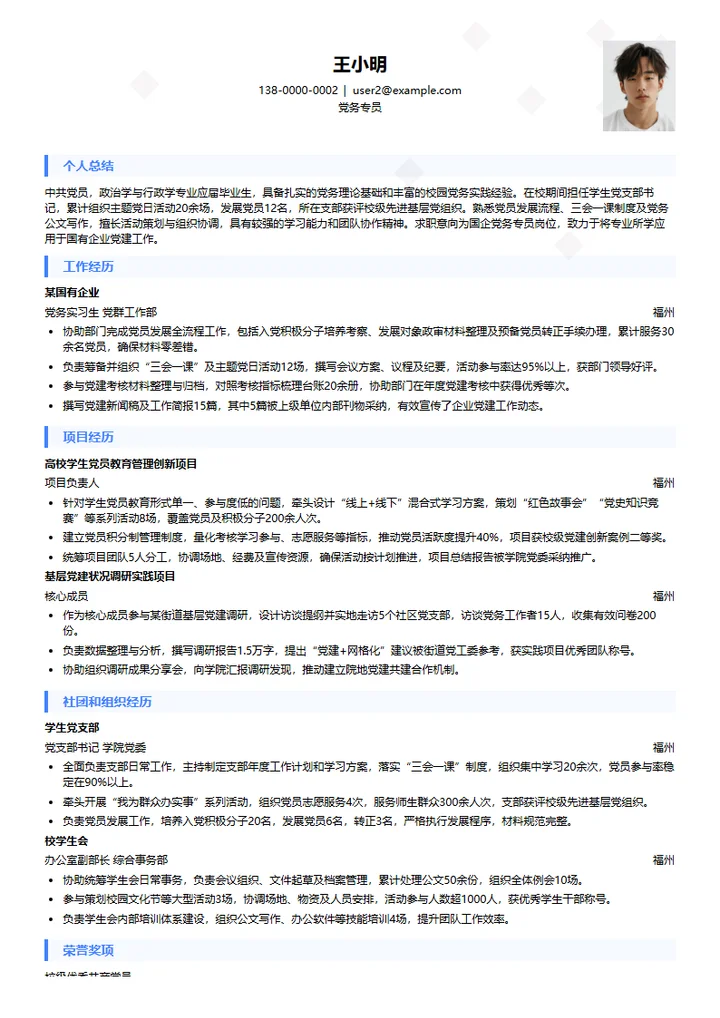 王小明
138-0000-0002 | user2@example.com
党务专员
个人总结
中共党员，政治学与行政学专业应届毕业生，具备扎实的党务理论基础和丰富的校园党务实践经验。在校期间担任学生党支部书
记，累计组织主题党日活动20余场，发展党员12名，所在支部获评校级先进基层党组织。熟悉党员发展流程、三会一课制度及党务
公文写作，擅长活动策划与组织协调，具有较强的学习能力和团队协作精神。求职意向为国企党务专员岗位，致力于将专业所学应
用于国有企业党建工作。
工作经历
某国有企业
党务实习生 党群工作部 福州
• 协助部门完成党员发展全流程工作，包括入党积极分子培养考察、发展对象政审材料整理及预备党员转正手续办理，累计服务30
余名党员，确保材料零差错。
• 负责筹备并组织“三会一课”及主题党日活动12场，撰写会议方案、议程及纪要，活动参与率达95%以上，获部门领导好评。
• 参与党建考核材料整理与归档，对照考核指标梳理台账20余册，协助部门在年度党建考核中获得优秀等次。
• 撰写党建新闻稿及工作简报15篇，其中5篇被上级单位内部刊物采纳，有效宣传了企业党建工作动态。
项目经历
高校学生党员教育管理创新项目
项目负责人 福州
• 针对学生党员教育形式单一、参与度低的问题，牵头设计“线上+线下”混合式学习方案，策划“红色故事会”“党史知识竞
赛”等系列活动8场，覆盖党员及积极分子200余人次。
• 建立党员积分制管理制度，量化考核学习参与、志愿服务等指标，推动党员活跃度提升40%，项目获校级党建创新案例二等奖。
• 统筹项目团队5人分工，协调场地、经费及宣传资源，确保活动按计划推进，项目总结报告被学院党委采纳推广。
基层党建状况调研实践项目
核心成员 福州
• 作为核心成员参与某街道基层党建调研，设计访谈提纲并实地走访5个社区党支部，访谈党务工作者15人，收集有效问卷200
份。
• 负责数据整理与分析，撰写调研报告1.5万字，提出“党建+网格化”建议被街道党工委参考，获实践项目优秀团队称号。
• 协助组织调研成果分享会，向学院汇报调研发现，推动建立院地党建共建合作机制。
社团和组织经历
学生党支部
党支部书记 学院党委 福州
• 全面负责支部日常工作，主持制定支部年度工作计划和学习方案，落实“三会一课”制度，组织集中学习20余次，党员参与率稳
定在90%以上。
• 牵头开展“我为群众办实事”系列活动，组织党员志愿服务4次，服务师生群众300余人次，支部获评校级先进基层党组织。
• 负责党员发展工作，培养入党积极分子20名，发展党员6名，转正3名，严格执行发展程序，材料规范完整。
校学生会
办公室副部长 综合事务部 福州
• 协助统筹学生会日常事务，负责会议组织、文件起草及档案管理，累计处理公文50余份，组织全体例会10场。
• 参与策划校园文化节等大型活动3场，协调场地、物资及人员安排，活动参与人数超1000人，获优秀学生干部称号。
• 负责学生会内部培训体系建设，组织公文写作、办公软件等技能培训4场，提升团队工作效率。
荣誉奖项
校级优秀共产党员